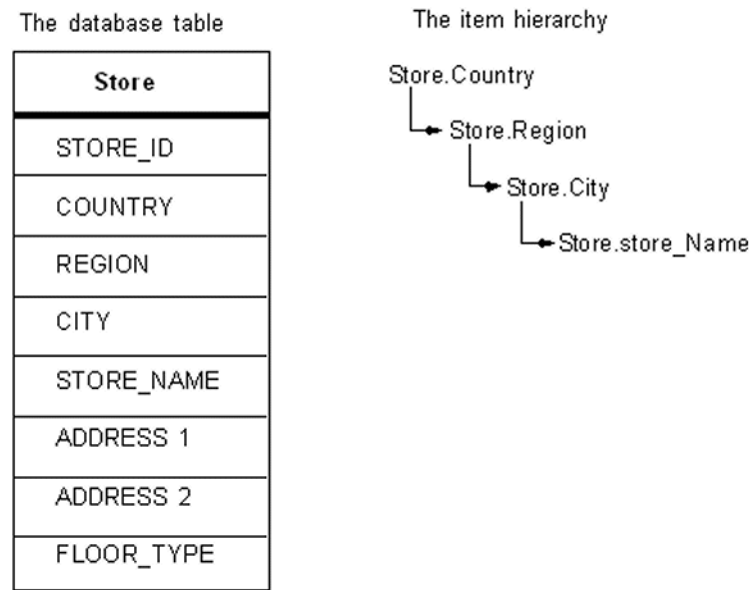 The database table
Store
STORE_ID
COUNTRY
REGION
CITY
STORE_NAME
ADDRESS 1
ADDRESS 2
FLOOR_TYPE
The item hierarchy
Store.Country
Store.Region
Store.City
Store.store_Name